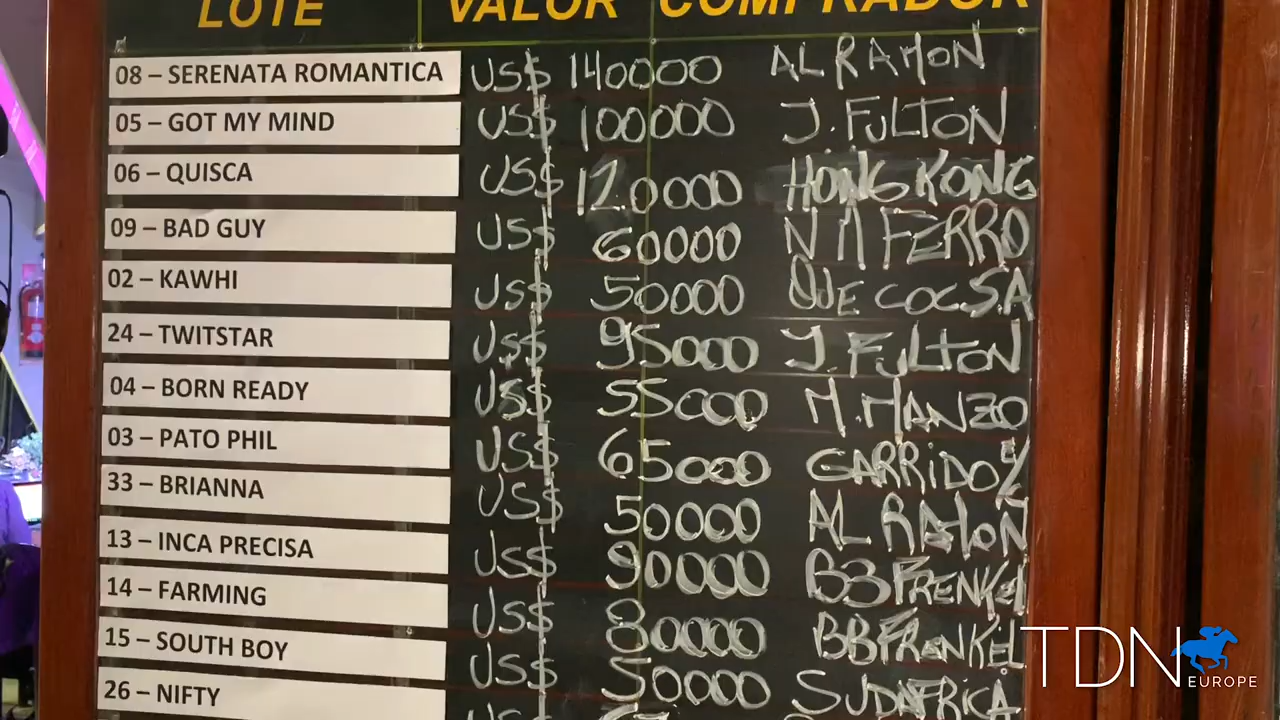 LOTE VALOR COMPRADOR
08 – SERENATA ROMANTICA US$ 140000 AL RAMON
05 – GOT MY MIND US$ 100000 J. FULTON
06 – QUISCA US$ 120000 HONG KONG
09 – BAD GUY US$ 60000 N M FERRO
02 – KAWHI US$ 50000
24 – TWITSTAR US$ 95000 J. FULTON
04 – BORN READY US$ 55000 M. MANZO
03 – PATO PHIL US$ 65000 GARRIDO
33 – BRIANNA US$ 50000 AL RAMON
13 – INCA PRECISA US$ 90000 BB FRENKEL
14 – FARMING US$ 80000 BB FRANKEL
15 – SOUTH BOY US$ 50000 SUDAFRICA
26 – NIFTY US$
TDN EUROPE